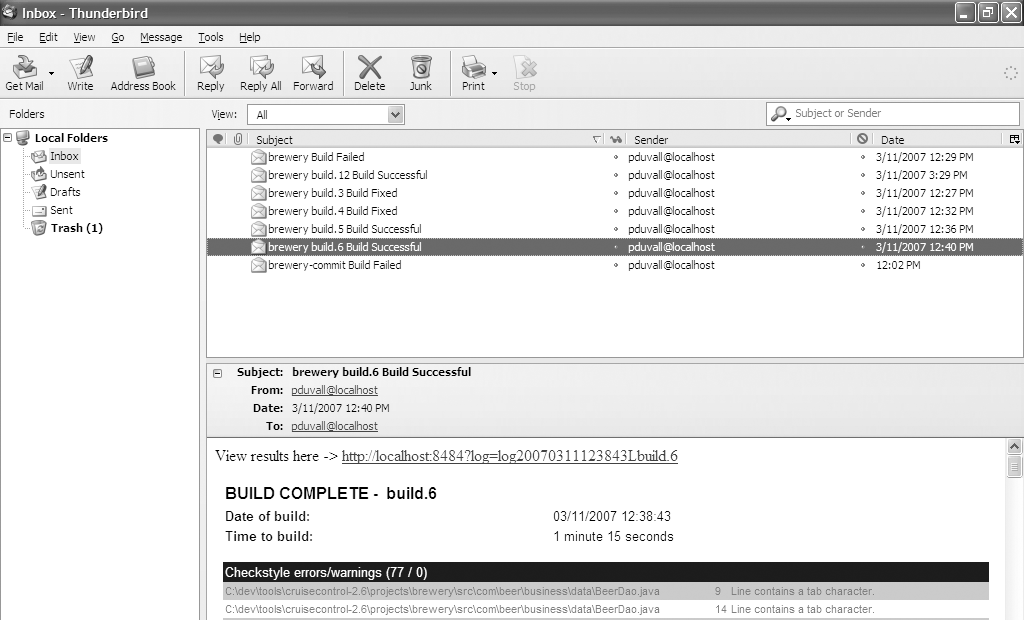 Inbox - Thunderbird
File Edit View Go Message Tools Help
Get Mail Write Address Book Reply Reply All Forward Delete Junk Print Stop
Folders View: All Subject or Sender
Local Folders
Inbox
Unsent
Drafts
Sent
Trash (1)
Subject Sender Date
brewery Build Failed pduvall@localhost 3/11/2007 12:29 PM
brewery build.12 Build Successful pduvall@localhost 3/11/2007 3:29 PM
brewery build.3 Build Fixed pduvall@localhost 3/11/2007 12:27 PM
brewery build.4 Build Fixed pduvall@localhost 3/11/2007 12:32 PM
brewery build.5 Build Successful pduvall@localhost 3/11/2007 12:36 PM
brewery build.6 Build Successful pduvall@localhost 3/11/2007 12:40 PM
brewery-commit Build Failed pduvall@localhost 12:02 PM
Subject: brewery build.6 Build Successful
From: pduvall@localhost
Date: 3/11/2007 12:40 PM
To: pduvall@localhost
View results here -> http://localhost:8484?log=log20070311123843Lbuild.6
BUILD COMPLETE - build.6
Date of build: 03/11/2007 12:38:43
Time to build: 1 minute 15 seconds
Checkstyle errors/warnings (77 / 0)
C:\dev\tools\cruisecontrol-2.6\projects\brewery\src\com\beer\business\data\BeerDao.java 9 Line contains a tab character.
C:\dev\tools\cruisecontrol-2.6\projects\brewery\src\com\beer\business\data\BeerDao.java 14 Line contains a tab character.